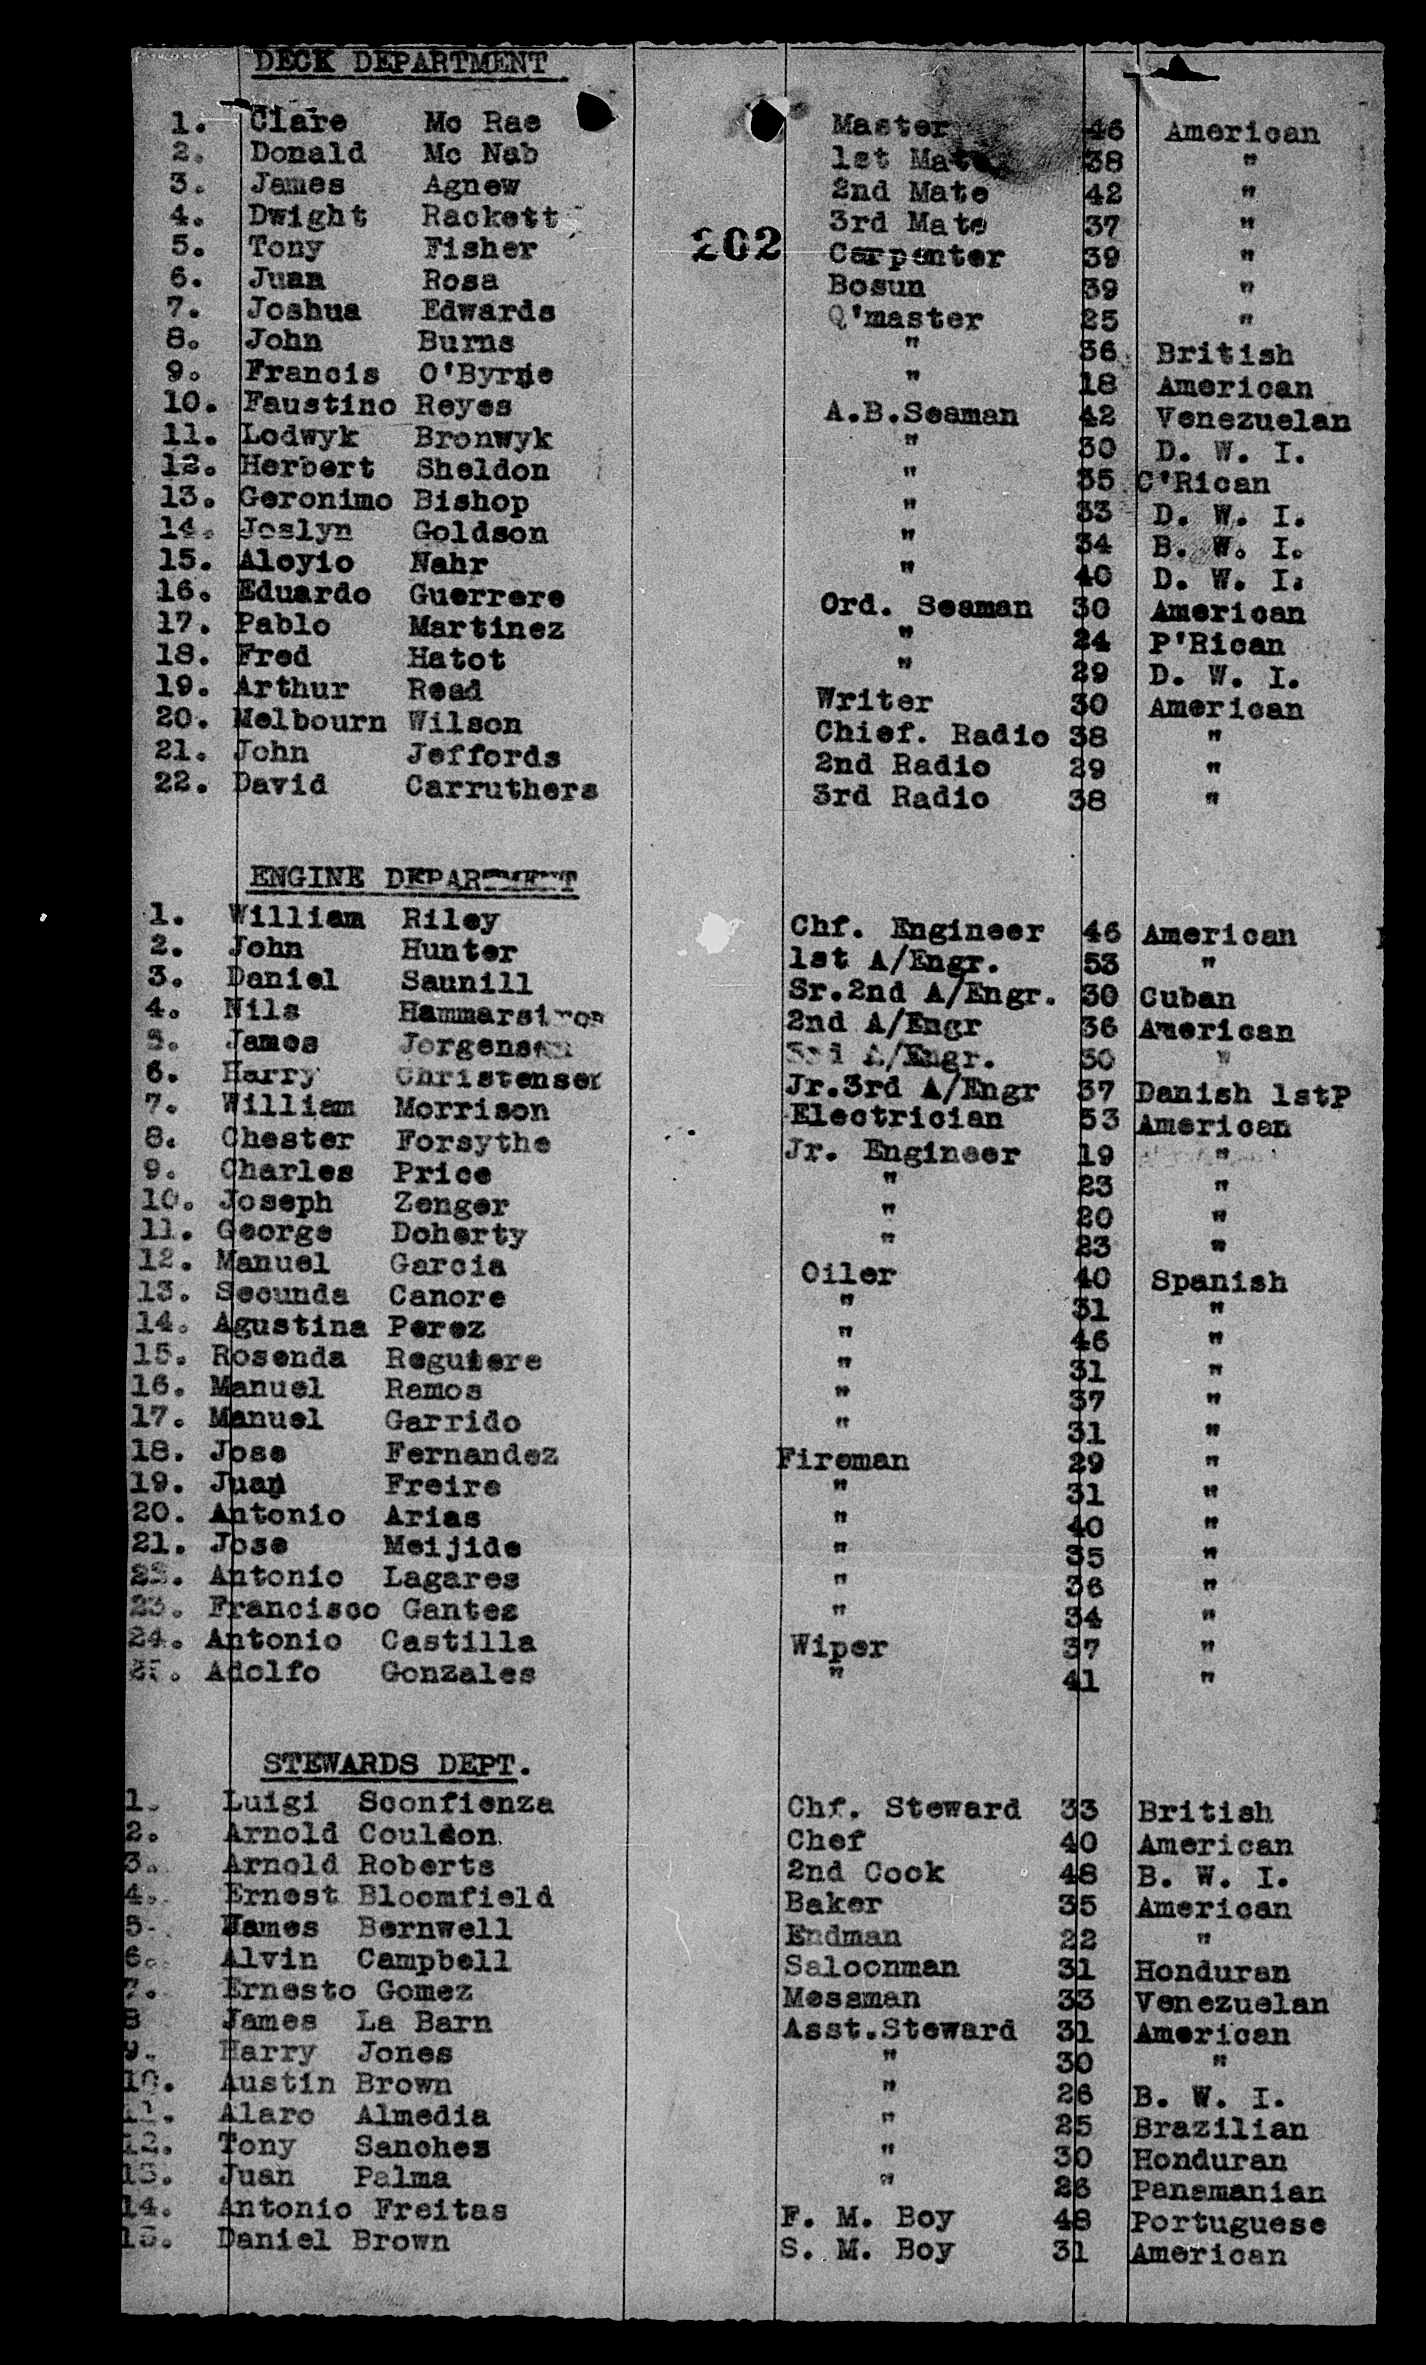 DECK DEPARTMENT
1. Clare Mc Rae Master 46 American
2. Donald Mc Nab 1st Mate 38 "
3. James Agnew 2nd Mate 42 "
4. Dwight Rackett 3rd Mate 37 "
202
5. Tony Fisher Carpenter 39 "
6. Juan Rosa Bosun 39 "
7. Joshua Edwards Q'master 25 "
8. John Burns " 36 British
9. Francis O'Byrne " 18 American
10. Faustino Reyes A.B.Seaman 42 Venezuelan
11. Lodwyk Bronwyk " 30 D. W. I.
12. Herbert Sheldon " 35 C'Rican
13. Geronimo Bishop " 33 D. W. I.
14. Joslyn Goldson " 34 B. W. I.
15. Aloyio Nahr " 40 D. W. I.
16. Eduardo Guerrero Ord. Seaman 30 American
17. Pablo Martinez " 24 P'Rican
18. Fred Hatot " 29 D. W. I.
19. Arthur Read Writer 30 American
20. Melbourn Wilson Chief. Radio 38 "
21. John Jeffords 2nd Radio 29 "
22. David Carruthers 3rd Radio 38 "
ENGINE DEPARTMENT
1. William Riley Chf. Engineer 46 American
2. John Hunter 1st A/Engr. 53 "
3. Daniel Saunill Sr.2nd A/Engr. 30 Cuban
4. Nils Hammarstrom 2nd A/Engr 36 American
5. James Jorgensen 3rd A/Engr. 30 "
6. Harry Christensen Jr.3rd A/Engr 37 Danish 1stP
7. William Morrison Electrician 53 American
8. Chester Forsythe Jr. Engineer 19 "
9. Charles Price " 23 "
10. Joseph Zenger " 20 "
11. George Doherty " 23 "
12. Manuel Garcia Oiler 40 Spanish
13. Secunda Canore " 31 "
14. Agustina Perez " 46 "
15. Rosenda Reguiere " 31 "
16. Manuel Ramos " 37 "
17. Manuel Garrido " 31 "
18. Jose Fernandez Fireman 29 "
19. Juan Freire " 31 "
20. Antonio Arias " 40 "
21. Jose Meijide " 35 "
22. Antonio Lagares " 36 "
23. Francisco Gantes " 34 "
24. Antonio Castilla Wiper 37 "
25. Adolfo Gonzales " 41 "
STEWARDS DEPT.
1. Luigi Sconfienza Chf. Steward 33 British
2. Arnold Coulson Chef 40 American
3. Arnold Roberts 2nd Cook 48 B. W. I.
4. Ernest Bloomfield Baker 35 American
5. James Bernwell Endman 22 "
6. Alvin Campbell Saloonman 31 Honduran
7. Ernesto Gomez Messman 33 Venezuelan
8 James La Barn Asst.Steward 31 American
9. Harry Jones " 30 "
10. Austin Brown " 26 B. W. I.
11. Alaro Almedia " 25 Brazilian
12. Tony Sanches " 30 Honduran
13. Juan Palma " 26 Panamanian
14. Antonio Freitas F. M. Boy 48 Portuguese
15. Daniel Brown S. M. Boy 31 American